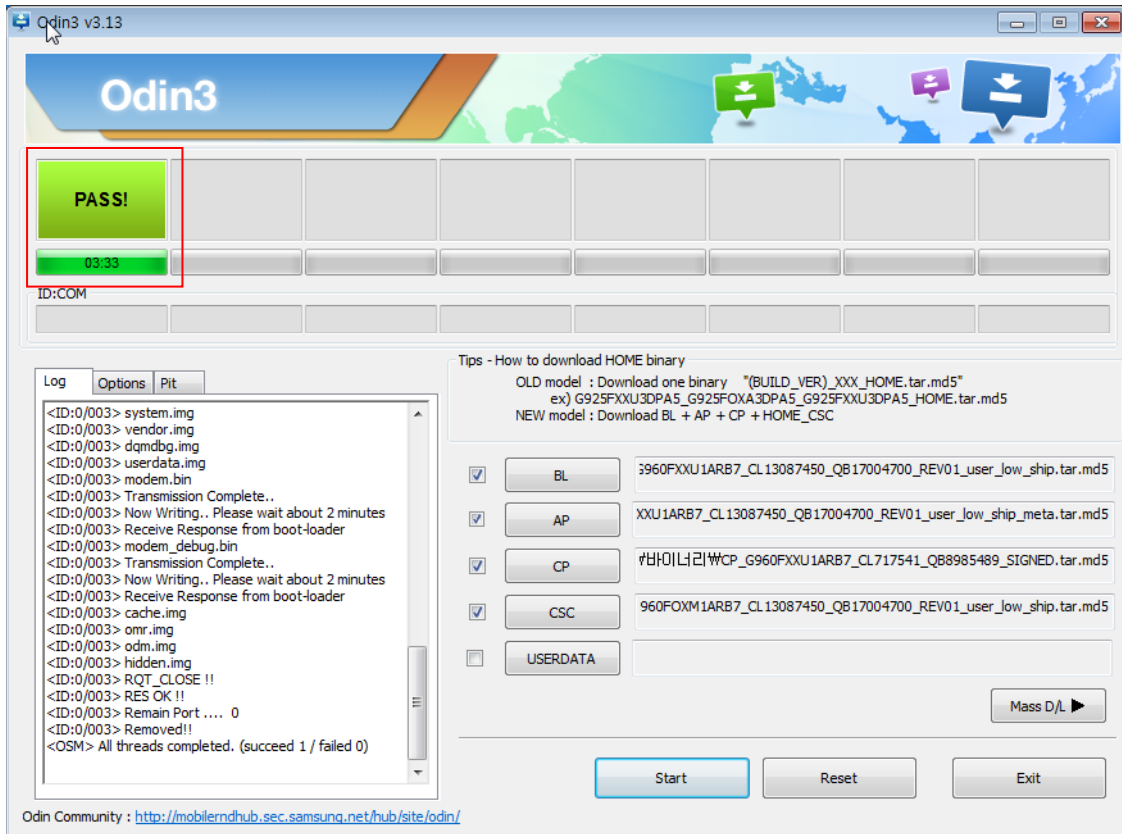 Odin3 v3.13
Odin3
PASS!
03:33
ID:COM
Log
Options
Pit
<ID:0/003> system.img
<ID:0/003> vendor.img
<ID:0/003> dqmdbg.img
<ID:0/003> userdata.img
<ID:0/003> modem.bin
<ID:0/003> Transmission Complete..
<ID:0/003> Now Writing.. Please wait about 2 minutes
<ID:0/003> Receive Response from boot-loader
<ID:0/003> modem_debug.bin
<ID:0/003> Transmission Complete..
<ID:0/003> Now Writing.. Please wait about 2 minutes
<ID:0/003> Receive Response from boot-loader
<ID:0/003> cache.img
<ID:0/003> omr.img
<ID:0/003> odm.img
<ID:0/003> hidden.img
<ID:0/003> RQT_CLOSE !!
<ID:0/003> RES OK !!
<ID:0/003> Remain Port .... 0
<ID:0/003> Removed!!
<OSM> All threads completed. (succeed 1 / failed 0)
Tips - How to download HOME binary
OLD model : Download one binary "(BUILD_VER)_XXX_HOME.tar.md5"
ex) G925FXXU3DPA5_G925FOXA3DPA5_G925FXXU3DPA5_HOME.tar.md5
NEW model : Download BL + AP + CP + HOME_CSC
BL
G960FXXU1ARB7_CL13087450_QB17004700_REV01_user_low_ship.tar.md5
AP
XXU1ARB7_CL13087450_QB17004700_REV01_user_low_ship_meta.tar.md5
CP
바이너리₩CP_G960FXXU1ARB7_CL717541_QB8985489_SIGNED.tar.md5
CSC
960FOXM1ARB7_CL13087450_QB17004700_REV01_user_low_ship.tar.md5
USERDATA
Mass D/L
Start
Reset
Exit
Odin Community : http://mobilerndhub.sec.samsung.net/hub/site/odin/